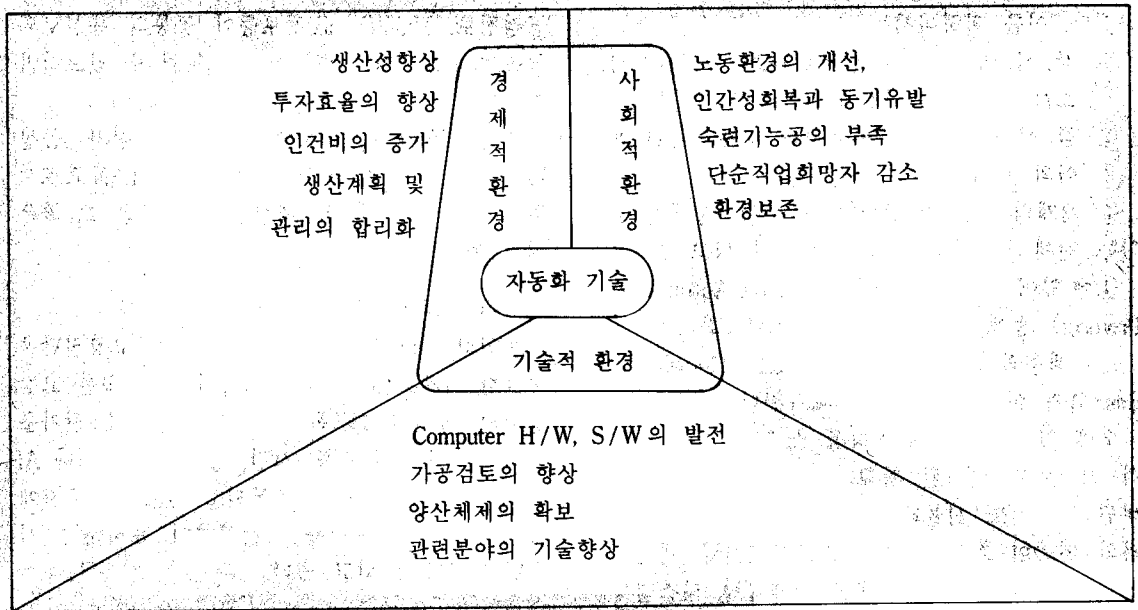 생산성향상
투자효율의 향상
인건비의 증가
생산계획 및
관리의 합리화
경제적환경
사회적환경
노동환경의 개선,
인간성회복과 동기유발
숙련기능공의 부족
단순직업희망자 감소
환경보존
자동화 기술
기술적 환경
Computer H/W, S/W의 발전
가공검토의 향상
양산체제의 확보
관련분야의 기술향상